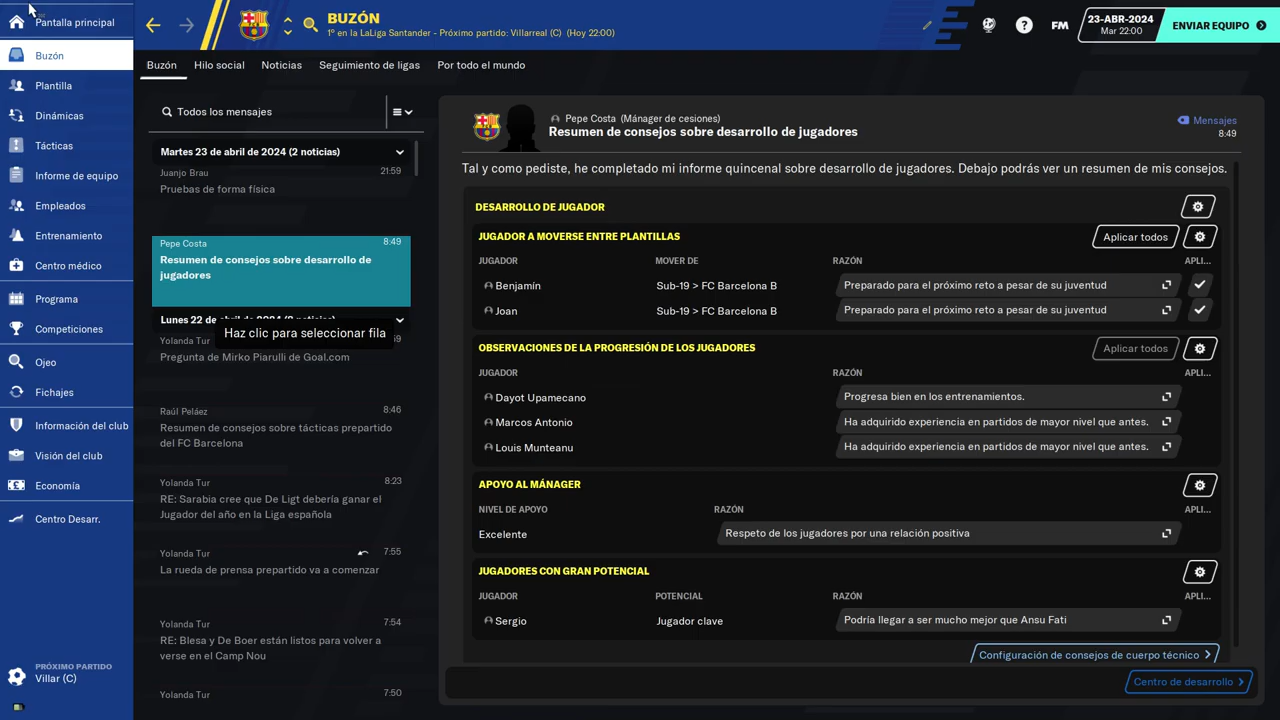 Pantalla principal
Buzón
Plantilla
Dinámicas
Tácticas
Informe de equipo
Empleados
Entrenamiento
Centro médico
Programa
Competiciones
Ojeo
Fichajes
Información del club
Visión del club
Economía
Centro Desarr.
PRÓXIMO PARTIDO
Villar (C)
BUZÓN
1º en la LaLiga Santander - Próximo partido: Villarreal (C) (Hoy 22:00)
?
FM
23-ABR-2024
Mar 22:00
ENVIAR EQUIPO
Buzón Hilo social Noticias Seguimiento de ligas Por todo el mundo
Todos los mensajes
Martes 23 de abril de 2024 (2 noticias)
Juanjo Brau 21:59
Pruebas de forma física
Pepe Costa 8:49
Resumen de consejos sobre desarrollo de
jugadores
Haz clic para seleccionar fila
Yolanda Tur
Pregunta de Mirko Piarulli de Goal.com
Raúl Peláez 8:46
Resumen de consejos sobre tácticas prepartido
del FC Barcelona
Yolanda Tur 8:23
RE: Sarabia cree que De Ligt debería ganar el
Jugador del año en la Liga española
Yolanda Tur 7:55
La rueda de prensa prepartido va a comenzar
Yolanda Tur 7:54
RE: Blesa y De Boer están listos para volver a
verse en el Camp Nou
Yolanda Tur 7:50
Pepe Costa (Mánager de cesiones)
Resumen de consejos sobre desarrollo de jugadores
Mensajes
8:49
Tal y como pediste, he completado mi informe quincenal sobre desarrollo de jugadores. Debajo podrás ver un resumen de mis consejos.
DESARROLLO DE JUGADOR
JUGADOR A MOVERSE ENTRE PLANTILLAS Aplicar todos
JUGADOR MOVER DE RAZÓN APLI...
Benjamín Sub-19 > FC Barcelona B Preparado para el próximo reto a pesar de su juventud
Joan Sub-19 > FC Barcelona B Preparado para el próximo reto a pesar de su juventud
OBSERVACIONES DE LA PROGRESIÓN DE LOS JUGADORES Aplicar todos
JUGADOR RAZÓN APLI...
Dayot Upamecano Progresa bien en los entrenamientos.
Marcos Antonio Ha adquirido experiencia en partidos de mayor nivel que antes.
Louis Munteanu Ha adquirido experiencia en partidos de mayor nivel que antes.
APOYO AL MÁNAGER
NIVEL DE APOYO RAZÓN APLI...
Excelente Respeto de los jugadores por una relación positiva
JUGADORES CON GRAN POTENCIAL
JUGADOR POTENCIAL RAZÓN APLI...
Sergio Jugador clave Podría llegar a ser mucho mejor que Ansu Fati
Configuración de consejos de cuerpo técnico
Centro de desarrollo